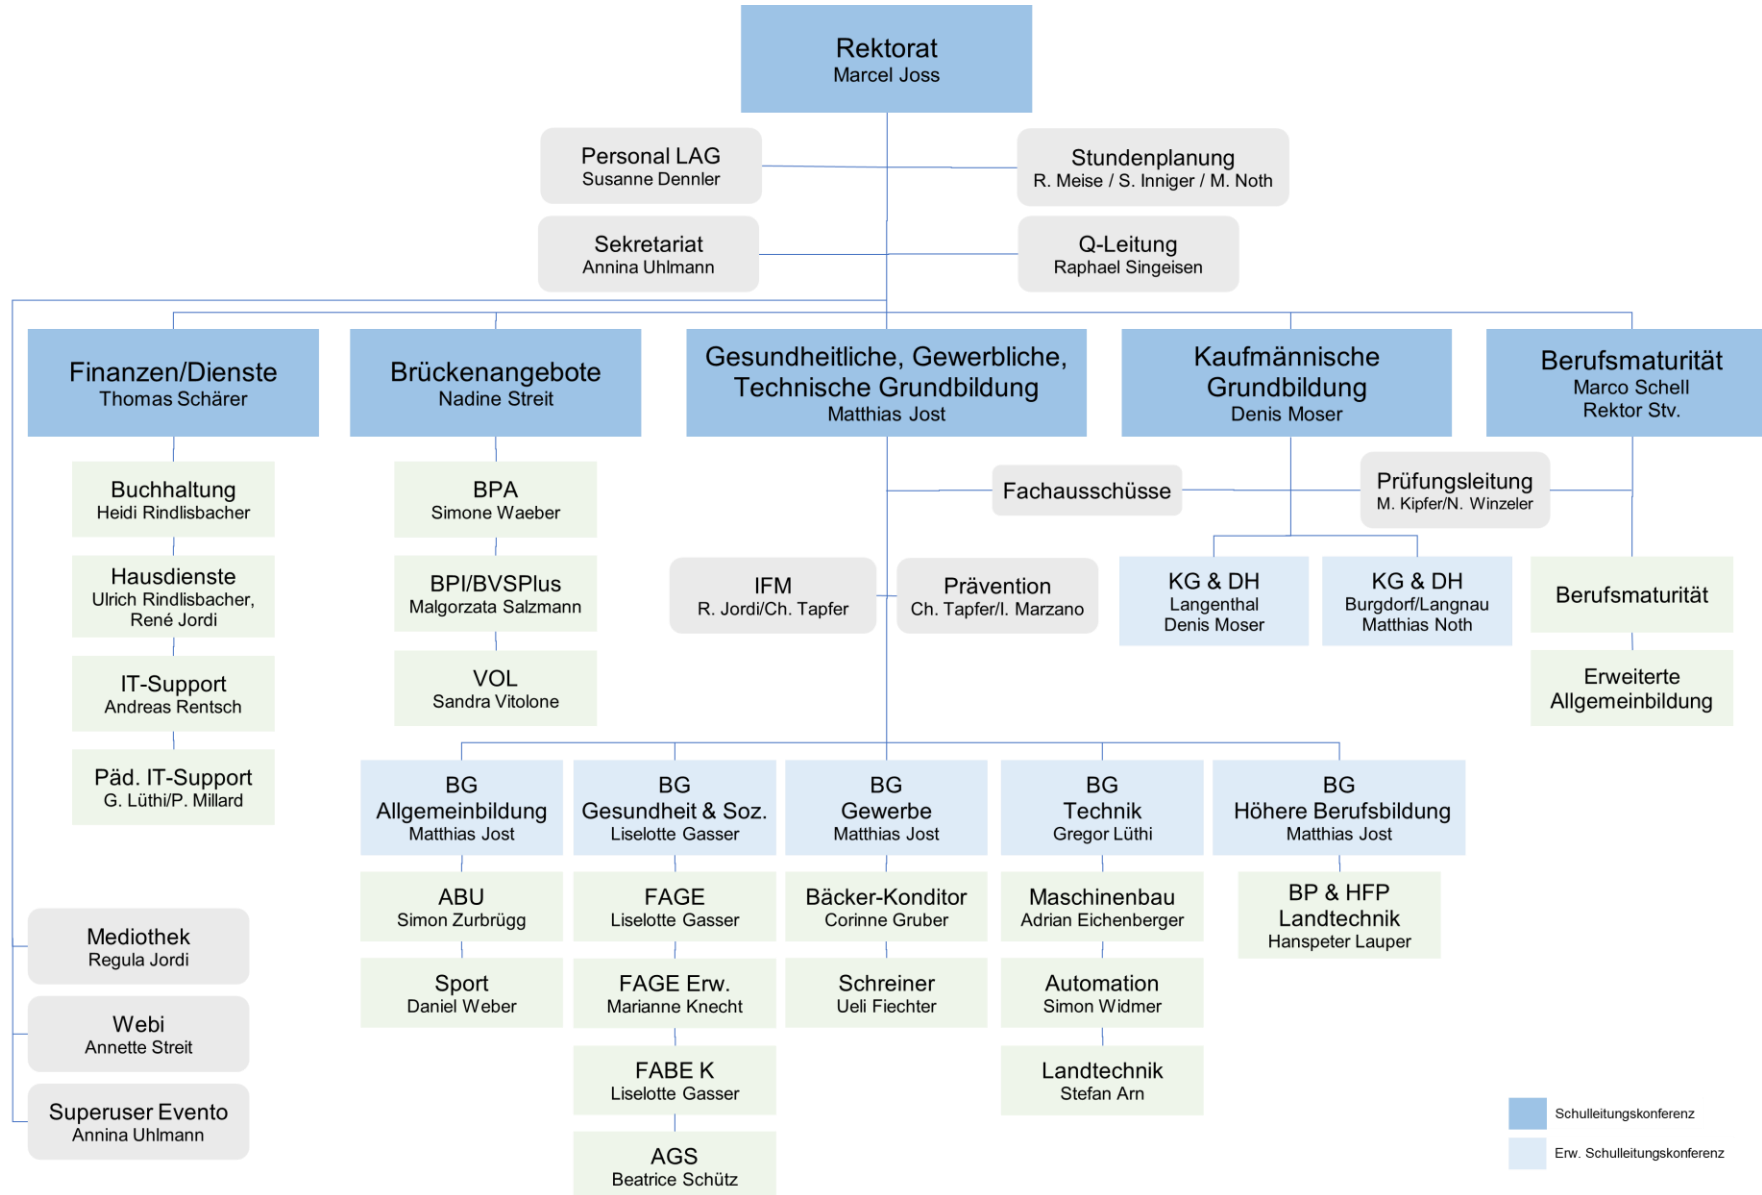 Rektorat
Marcel Joss
Personal LAG
Susanne Dennler
Stundenplanung
R. Meise / S. Inniger / M. Noth
Sekretariat
Annina Uhlmann
Q-Leitung
Raphael Singeisen
Finanzen/Dienste
Thomas Schärer
Brückenangebote
Nadine Streit
Gesundheitliche, Gewerbliche,
Technische Grundbildung
Matthias Jost
Kaufmännische
Grundbildung
Denis Moser
Berufsmaturität
Marco Schell
Rektor Stv.
Buchhaltung
Heidi Rindlisbacher
Hausdienste
Ulrich Rindlisbacher,
René Jordi
IT-Support
Andreas Rentsch
Päd. IT-Support
G. Lüthi/P. Millard
BPA
Simone Waeber
BPI/BVSPlus
Malgorzata Salzmann
VOL
Sandra Vitolone
Fachausschüsse
Prüfungsleitung
M. Kipfer/N. Winzeler
IFM
R. Jordi/Ch. Tapfer
Prävention
Ch. Tapfer/I. Marzano
KG & DH
Langenthal
Denis Moser
KG & DH
Burgdorf/Langnau
Matthias Noth
Berufsmaturität
Erweiterte
Allgemeinbildung
BG
Allgemeinbildung
Matthias Jost
BG
Gesundheit & Soz.
Liselotte Gasser
BG
Gewerbe
Matthias Jost
BG
Technik
Gregor Lüthi
BG
Höhere Berufsbildung
Matthias Jost
ABU
Simon Zurbrügg
Sport
Daniel Weber
FAGE
Liselotte Gasser
FAGE Erw.
Marianne Knecht
FABE K
Liselotte Gasser
AGS
Beatrice Schütz
Bäcker-Konditor
Corinne Gruber
Schreiner
Ueli Fiechter
Maschinenbau
Adrian Eichenberger
Automation
Simon Widmer
Landtechnik
Stefan Arn
BP & HFP
Landtechnik
Hanspeter Lauper
Mediothek
Regula Jordi
Webi
Annette Streit
Superuser Evento
Annina Uhlmann
Schulleitungskonferenz
Erw. Schulleitungskonferenz